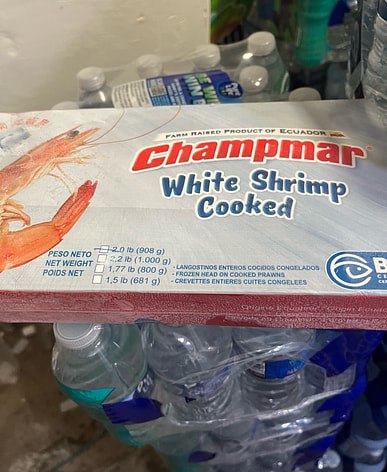 FARM RAISED PRODUCT OF ECUADOR
Champmar
White Shrimp
Cooked
PESO NETO
NET WEIGHT
POIDS NET
2,0 lb (908 g)
2,2 lb (1.000 g)
1,77 lb (800 g)
1,5 lb (681 g)
- LANGOSTINOS ENTEROS COCIDOS CONGELADOS
- FROZEN HEAD ON COOKED PRAWNS
- CREVETTES ENTIERES CUITES CONGELEES
B